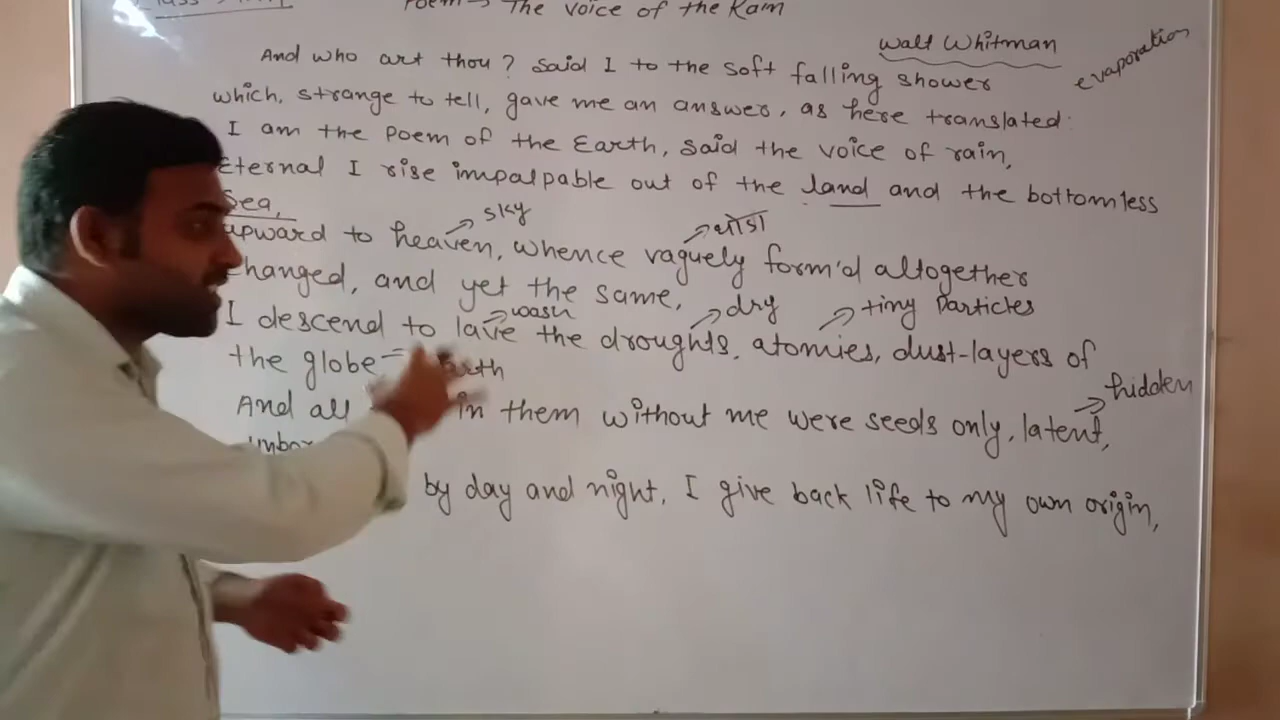 Poem → The Voice of the Rain
Walt Whitman
evaporation
And who art thou? Said I to the soft falling shower
which, strange to tell, gave me an answer, as here translated:
I am the Poem of the Earth, said the voice of rain,
Eternal I rise impalpable out of the land and the bottomless
Sea,
sky
upward to heaven, whence vaguely form'd altogether
changed, and yet the same,
wash
dry
tiny Particles
I descend to lave the droughts, atomies, dust-layers of
the globe = Earth
hidden
And all in them without me were seeds only, latent,
by day and night, I give back life to my own origin,